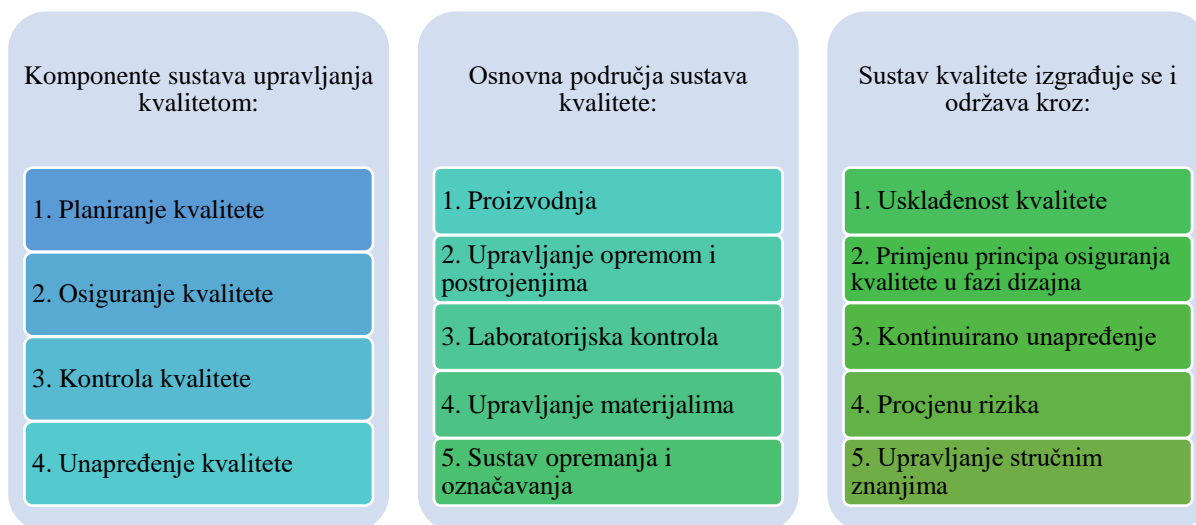 Komponente sustava upravljanja
kvalitetom:
1. Planiranje kvalitete
2. Osiguranje kvalitete
3. Kontrola kvalitete
4. Unapređenje kvalitete
Osnovna područja sustava
kvalitete:
1. Proizvodnja
2. Upravljanje opremom i
postrojenjima
3. Laboratorijska kontrola
4. Upravljanje materijalima
5. Sustav opremanja i
označavanja
Sustav kvalitete izgrađuje se i
održava kroz:
1. Usklađenost kvalitete
2. Primjenu principa osiguranja
kvalitete u fazi dizajna
3. Kontinuirano unapređenje
4. Procjenu rizika
5. Upravljanje stručnim
znanjima